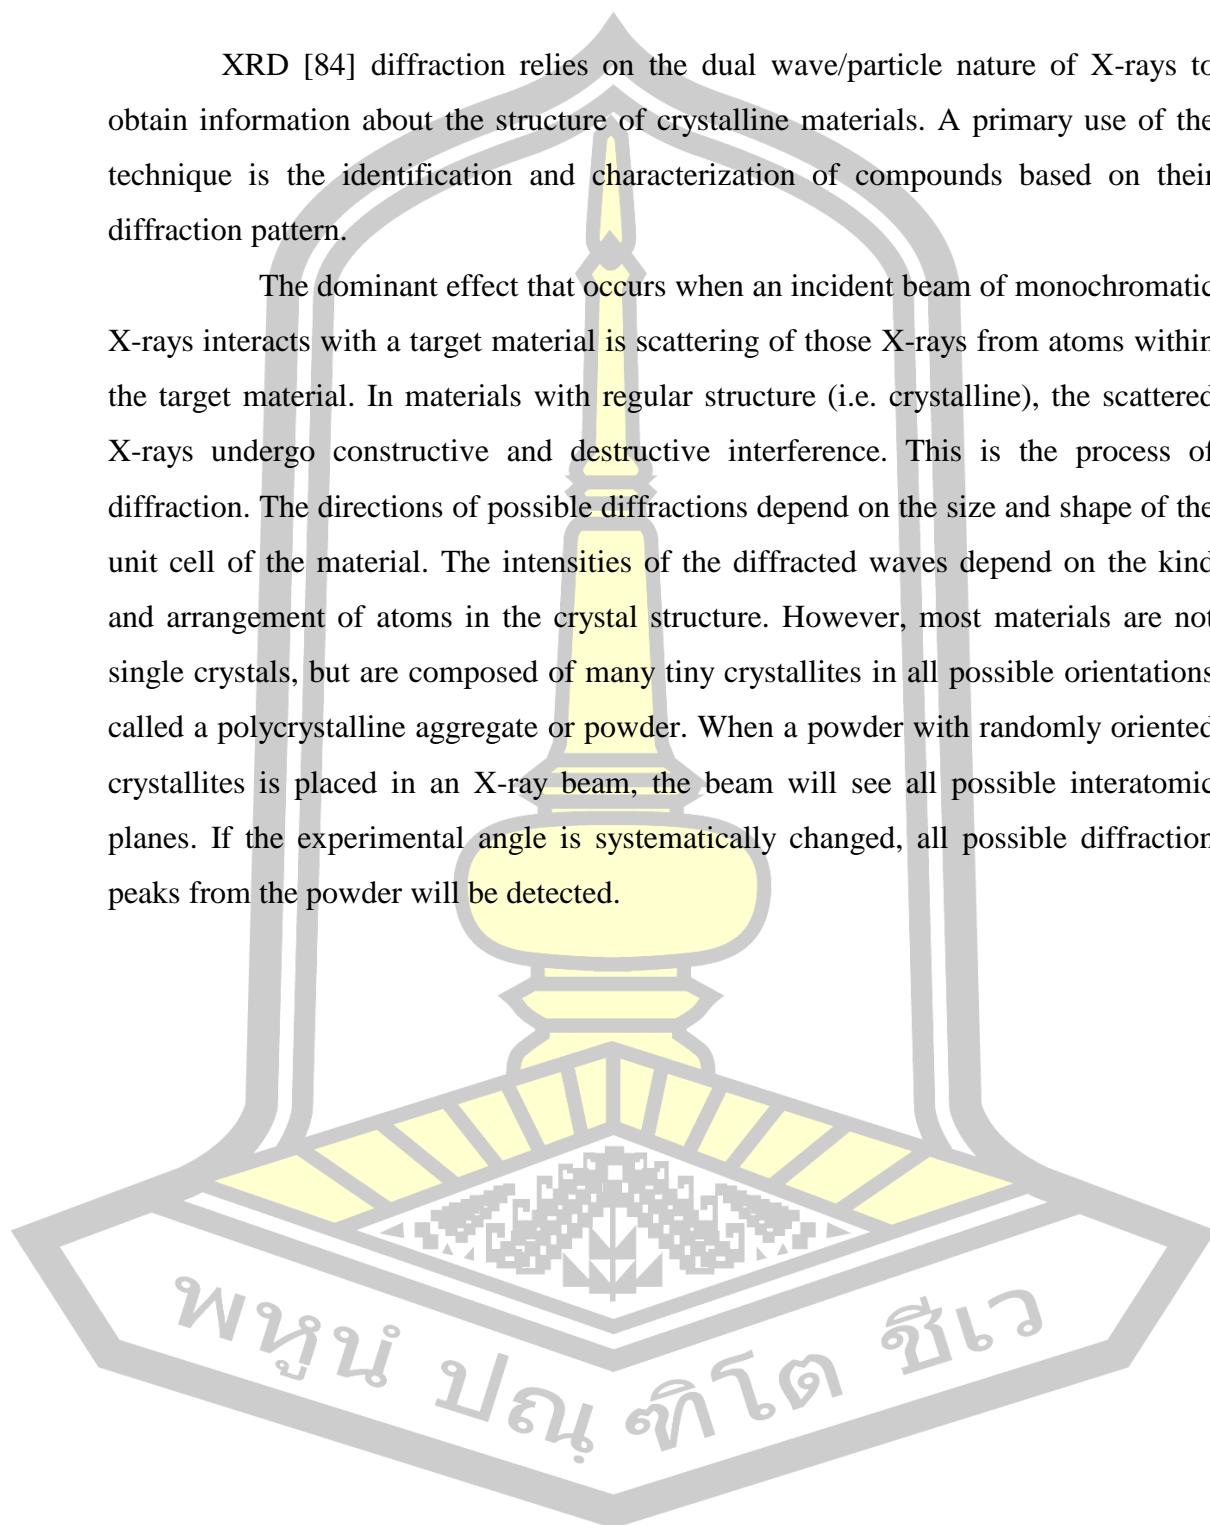 XRD [84] diffraction relies on the dual wave/particle nature of X-rays to
obtain information about the structure of crystalline materials. A primary use of the
technique is the identification and characterization of compounds based on their
diffraction pattern.
The dominant effect that occurs when an incident beam of monochromatic
X-rays interacts with a target material is scattering of those X-rays from atoms within
the target material. In materials with regular structure (i.e. crystalline), the scattered
X-rays undergo constructive and destructive interference. This is the process of
diffraction. The directions of possible diffractions depend on the size and shape of the
unit cell of the material. The intensities of the diffracted waves depend on the kind
and arrangement of atoms in the crystal structure. However, most materials are not
single crystals, but are composed of many tiny crystallites in all possible orientations
called a polycrystalline aggregate or powder. When a powder with randomly oriented
crystallites is placed in an X-ray beam, the beam will see all possible interatomic
planes. If the experimental angle is systematically changed, all possible diffraction
peaks from the powder will be detected.
พหูนํ ปณฺฑิโต ชีเว